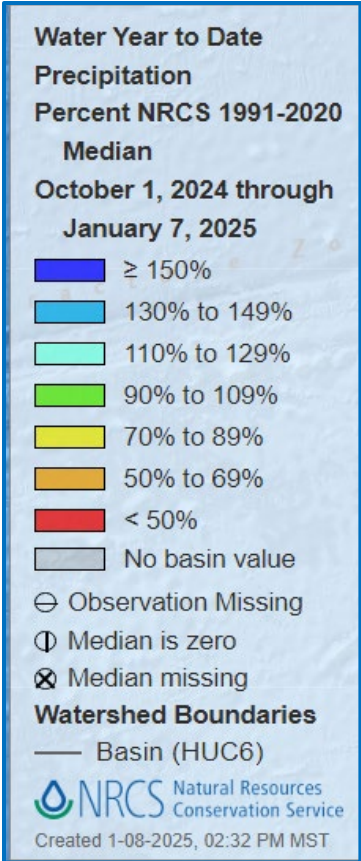 Water Year to Date
Precipitation
Percent NRCS 1991-2020
Median
October 1, 2024 through
January 7, 2025
≥ 150%
130% to 149%
110% to 129%
90% to 109%
70% to 89%
50% to 69%
< 50%
No basin value
Observation Missing
Median is zero
Median missing
Watershed Boundaries
Basin (HUC6)
NRCS Natural Resources
Conservation Service
Created 1-08-2025, 02:32 PM MST